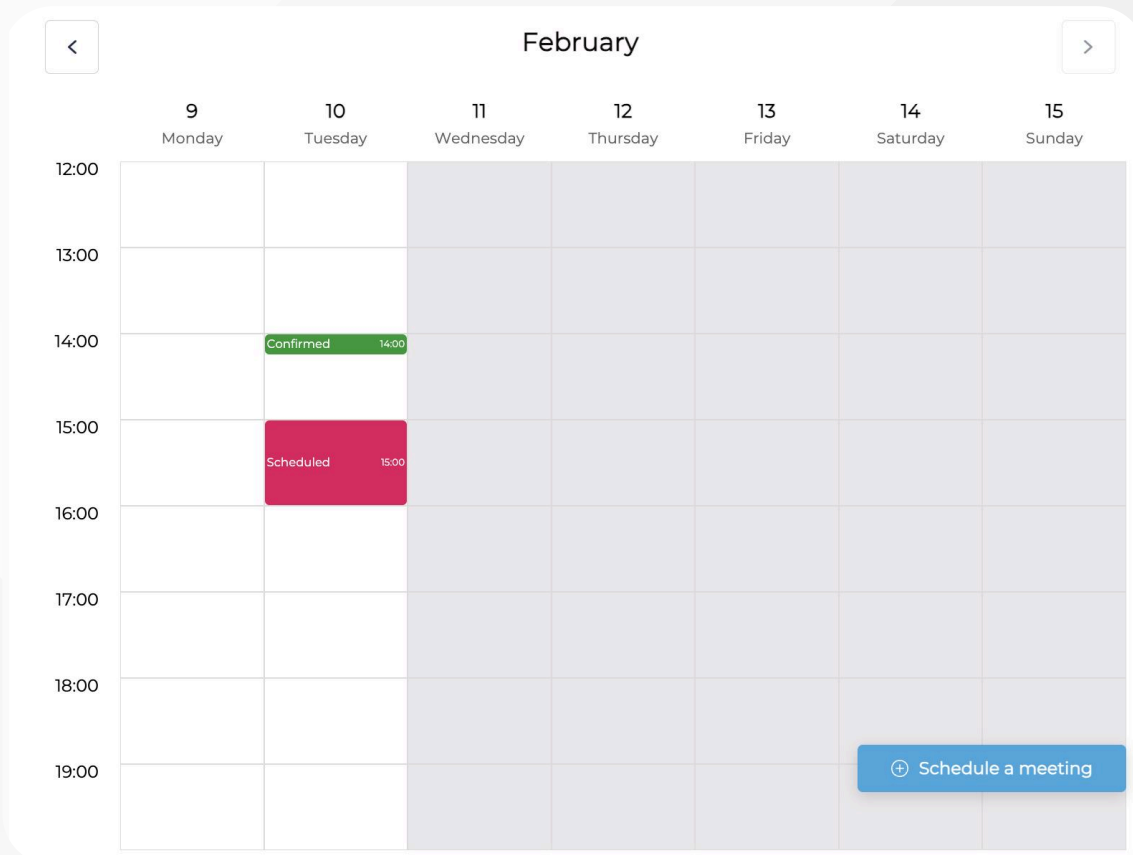 February
9 10 11 12 13 14 15
Monday Tuesday Wednesday Thursday Friday Saturday Sunday
12:00
13:00
14:00 Confirmed 14:00
15:00
Scheduled 15:00
16:00
17:00
18:00
Schedule a meeting
19:00